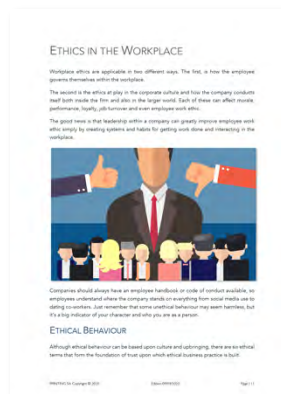 ETHICS IN THE WORKPLACE
Workplace ethics are applicable in two different ways. The first, is how the employee
governs themselves within the workplace.
The second is the ethics at play in the corporate culture and how the company conducts
itself both inside the firm and also in the larger world. Each of these can affect morale,
performance, loyalty, job-turnover and even employee work ethic.
The good news is that leadership within a company can greatly improve employee work
ethic simply by creating systems and habits for getting work done and interacting in the
workplace.
Companies should always have an employee handbook or code of conduct available, so
employees understand where the company stands on everything from social media use to
dating co-workers. Just remember that some unethical behaviour may seem harmless, but
it's a big indicator of your character and who you are as a person.
ETHICAL BEHAVIOUR
Although ethical behaviour can be based upon culture and upbringing, there are six ethical
terms that form the foundation of trust upon which ethical business practice is built.
Copyright ©
Page | 1